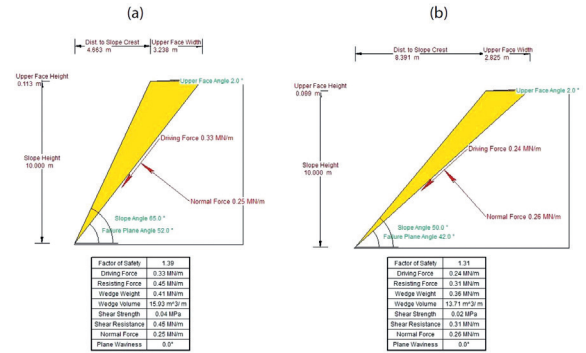 (a)
(b)
Dist. to Slope Crest
4.663 m
Upper Face Width
3.238 m
Upper Face Height
0.113 m
Upper Face Angle 2.0 °
Driving Force 0.33 MN/m
Slope Height
10.000 m
Normal Force 0.25 MN/m
Slope Angle 65.0 °
Failure Plane Angle 52.0 °
Factor of Safety 1.39
Driving Force 0.33 MN/m
Resisting Force 0.45 MN/m
Wedge Weight 0.41 MN/m
Wedge Volume 15.93 m^3/m
Shear Strength 0.04 MPa
Shear Resistance 0.45 MN/m
Normal Force 0.25 MN/m
Plane Waviness 0.0°
Dist. to Slope Crest
8.391 m
Upper Face Width
2.825 m
Upper Face Height
0.099 m
Upper Face Angle 2.0 °
Driving Force 0.24 MN/m
Slope Height
10.000 m
Normal Force 0.26 MN/m
Slope Angle 50.0 °
Failure Plane Angle 42.0 °
Factor of Safety 1.31
Driving Force 0.24 MN/m
Resisting Force 0.31 MN/m
Wedge Weight 0.36 MN/m
Wedge Volume 13.71 m^3/m
Shear Strength 0.02 MPa
Shear Resistance 0.31 MN/m
Normal Force 0.26 MN/m
Plane Waviness 0.0°